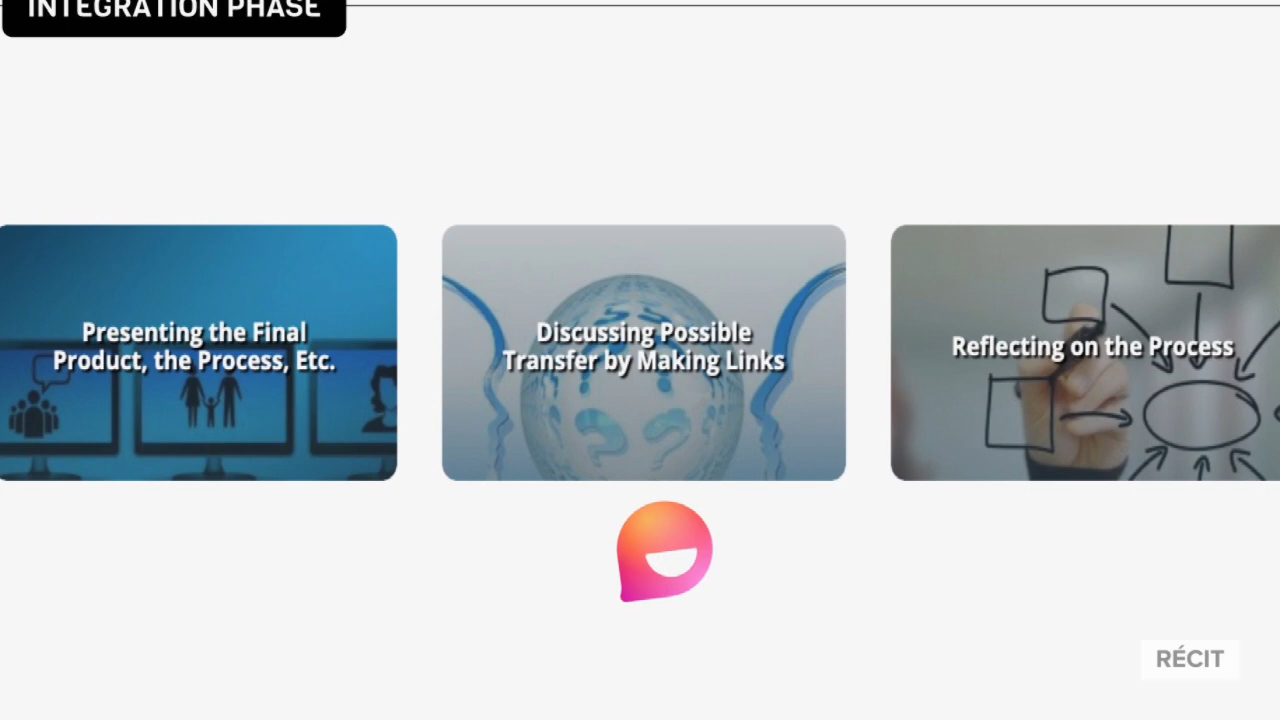 INTEGRATION PHASE
Presenting the Final
Product, the Process, Etc.
Discussing Possible
Transfer by Making Links
Reflecting on the Process
RÉCIT